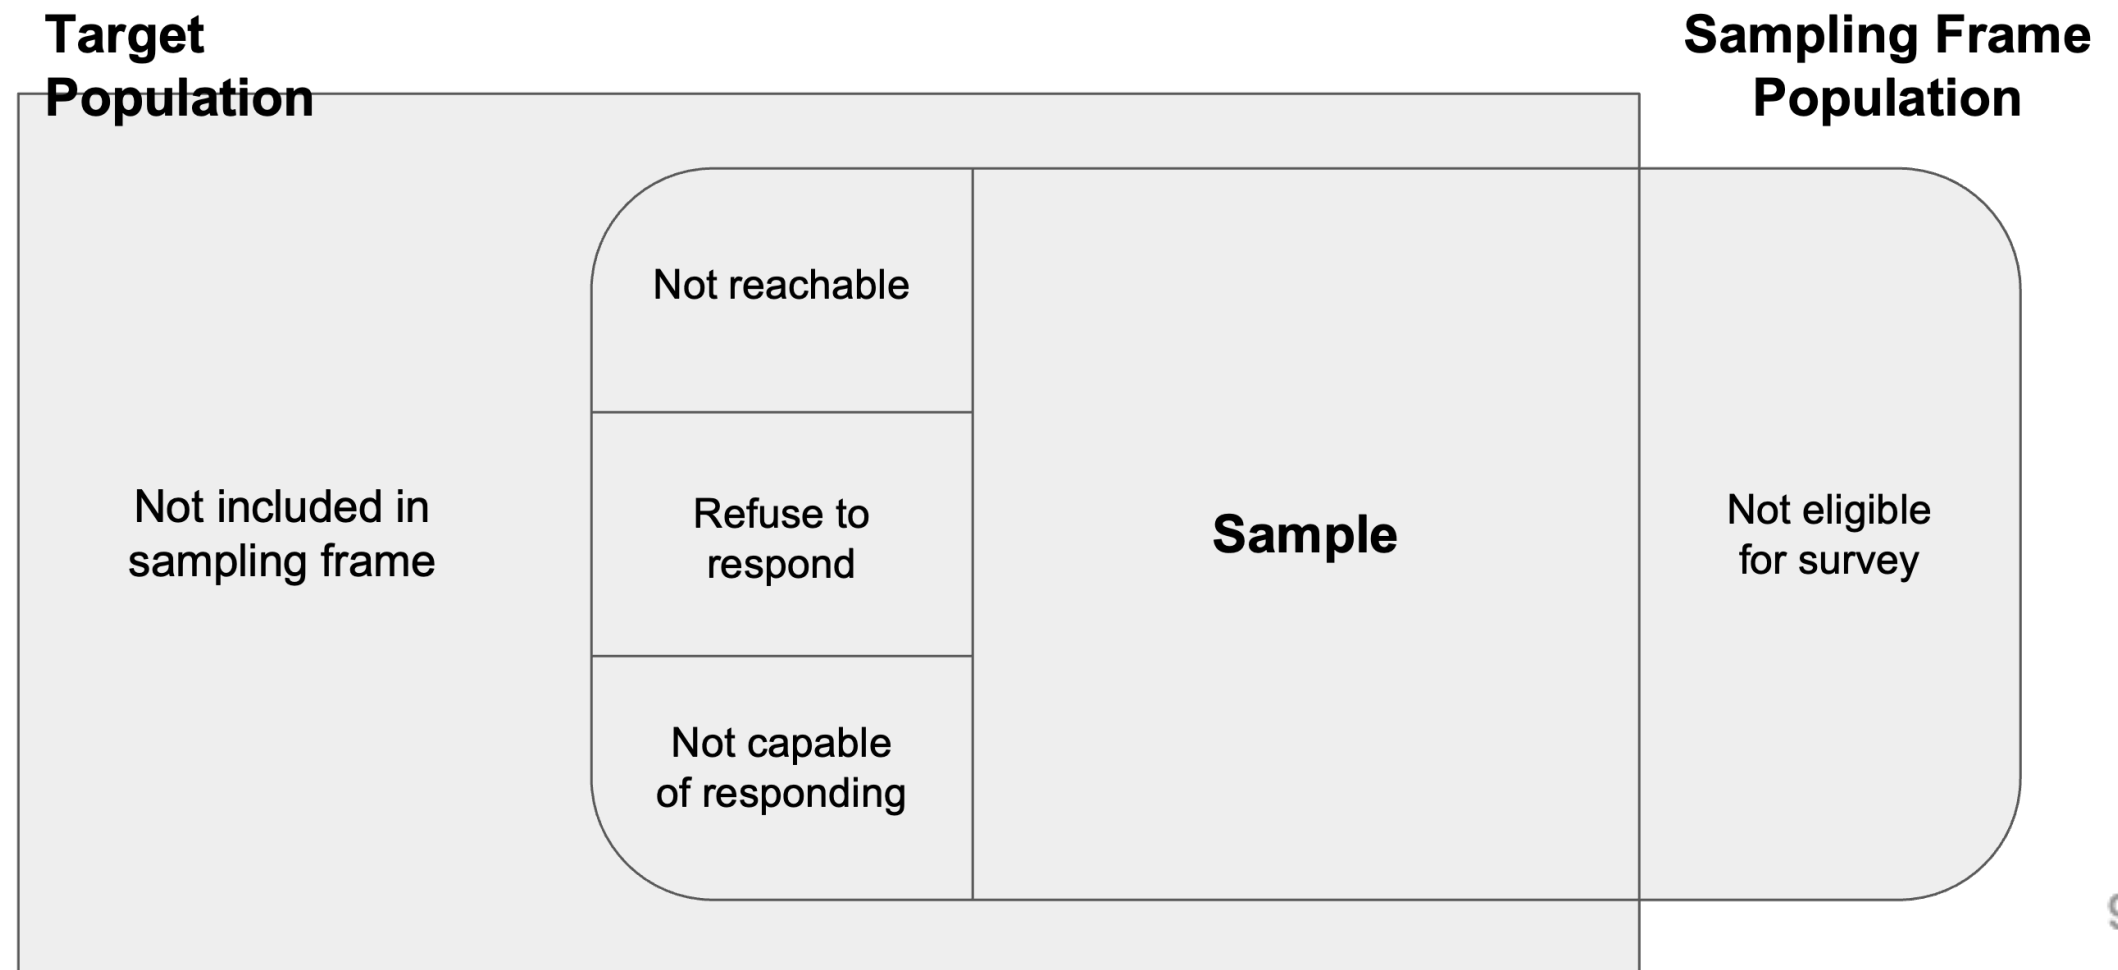 Target
Population
Sampling Frame
Population
Not reachable
Not included in
sampling frame
Refuse to
respond
Sample
Not eligible
for survey
Not capable
of responding